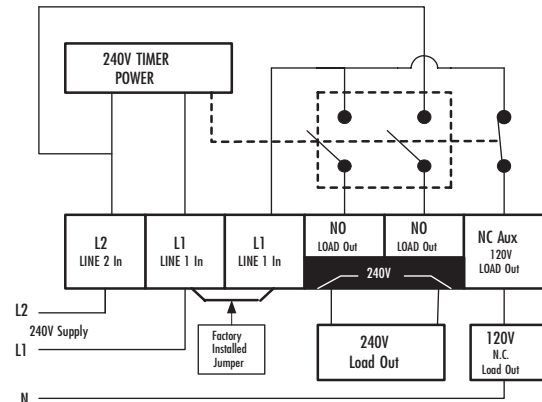 240V TIMER
POWER
L2
LINE 2 In
L1
LINE 1 In
L1
LINE 1 In
NO
LOAD Out
NO
LOAD Out
NC Aux
120V
LOAD Out
240V
L2
240V Supply
L1
N
Factory
Installed
Jumper
240V
Load Out
120V
N.C.
Load Out